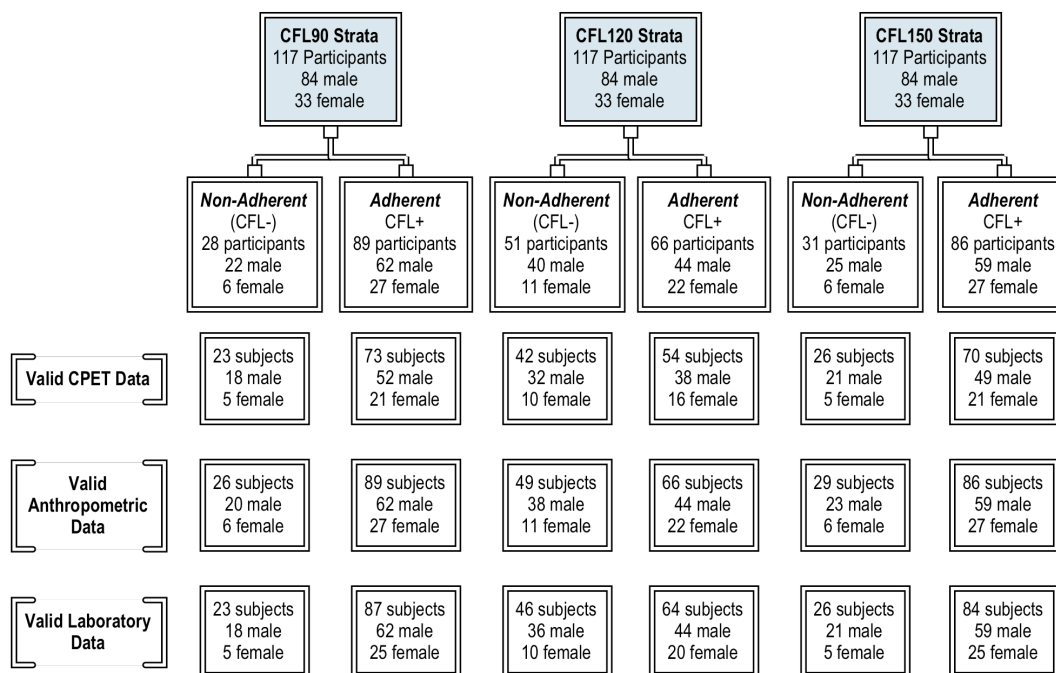 CFL90 Strata
117 Participants
84 male
33 female
CFL120 Strata
117 Participants
84 male
33 female
CFL150 Strata
117 Participants
84 male
33 female
Non-Adherent
(CFL-)
28 participants
22 male
6 female
Adherent
CFL+
89 participants
62 male
27 female
Non-Adherent
(CFL-)
51 participants
40 male
11 female
Adherent
CFL+
66 participants
44 male
22 female
Non-Adherent
(CFL-)
31 participants
25 male
6 female
Adherent
CFL+
86 participants
59 male
27 female
Valid CPET Data
23 subjects
18 male
5 female
73 subjects
52 male
21 female
42 subjects
32 male
10 female
54 subjects
38 male
16 female
26 subjects
21 male
5 female
70 subjects
49 male
21 female
Valid
Anthropometric
Data
26 subjects
20 male
6 female
89 subjects
62 male
27 female
49 subjects
38 male
11 female
66 subjects
44 male
22 female
29 subjects
23 male
6 female
86 subjects
59 male
27 female
Valid Laboratory
Data
23 subjects
18 male
5 female
87 subjects
62 male
25 female
46 subjects
36 male
10 female
64 subjects
44 male
20 female
26 subjects
21 male
5 female
84 subjects
59 male
25 female